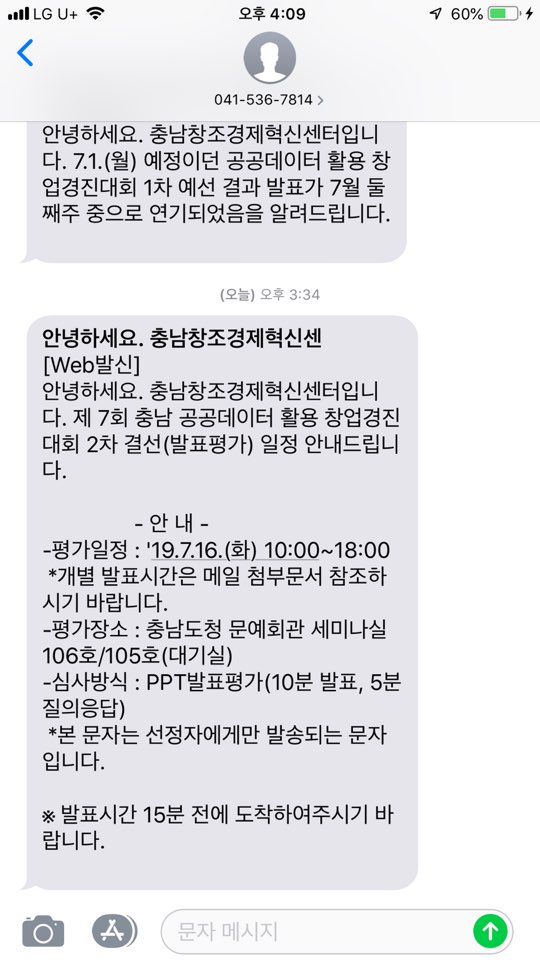 LG U+ 오후 4:09 60%
041-536-7814 >
안녕하세요. 충남창조경제혁신센터입니
다. 7.1.(월) 예정이던 공공데이터 활용 창
업경진대회 1차 예선 결과 발표가 7월 둘
째주 중으로 연기되었음을 알려드립니다.
(오늘) 오후 3:34
안녕하세요. 충남창조경제혁신센
[Web발신]
안녕하세요. 충남창조경제혁신센터입니
다. 제 7회 충남 공공데이터 활용 창업경진
대회 2차 결선(발표평가) 일정 안내드립니
다.
- 안 내 -
-평가일정 : '19.7.16.(화) 10:00~18:00
*개별 발표시간은 메일 첨부문서 참조하
시기 바랍니다.
-평가장소 : 충남도청 문예회관 세미나실
106호/105호(대기실)
-심사방식 : PPT발표평가(10분 발표, 5분
질의응답)
*본 문자는 선정자에게만 발송되는 문자
입니다.
※ 발표시간 15분 전에 도착하여주시기 바
랍니다.
문자 메시지